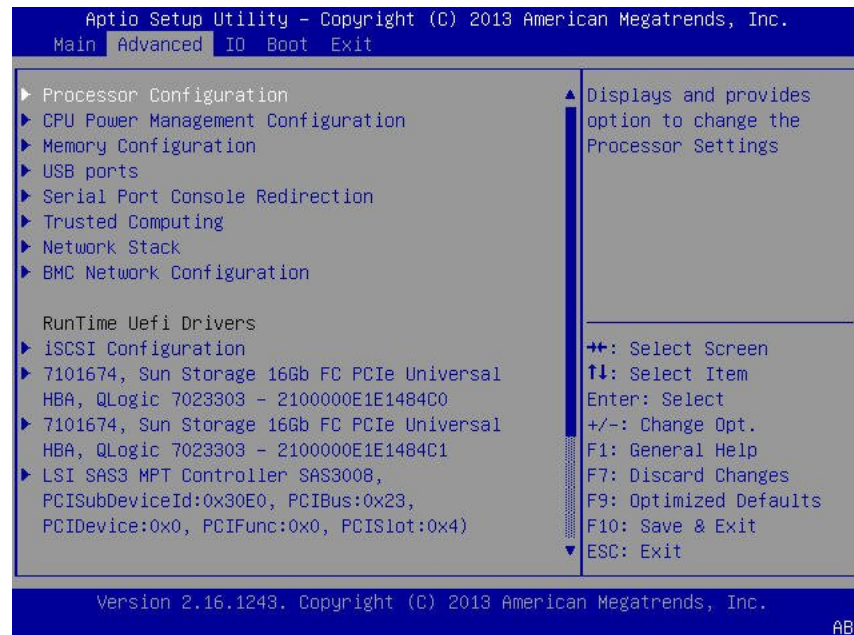 Aptio Setup Utility – Copyright (C) 2013 American Megatrends, Inc.
Main Advanced IO Boot Exit
Processor Configuration
CPU Power Management Configuration
Memory Configuration
USB ports
Serial Port Console Redirection
Trusted Computing
Network Stack
BMC Network Configuration
RunTime Uefi Drivers
iSCSI Configuration
7101674, Sun Storage 16Gb FC PCIe Universal
HBA, QLogic 7023303 – 2100000E1E1484C0
7101674, Sun Storage 16Gb FC PCIe Universal
HBA, QLogic 7023303 – 2100000E1E1484C1
LSI SAS3 MPT Controller SAS3008,
PCISubDeviceId:0x30E0, PCIBus:0x23,
PCIDevice:0x0, PCIFunc:0x0, PCISlot:0x4)
Displays and provides
option to change the
Processor Settings
→←: Select Screen
↑↓: Select Item
Enter: Select
+/-: Change Opt.
F1: General Help
F7: Discard Changes
F9: Optimized Defaults
F10: Save & Exit
ESC: Exit
Version 2.16.1243. Copyright (C) 2013 American Megatrends, Inc.
AB